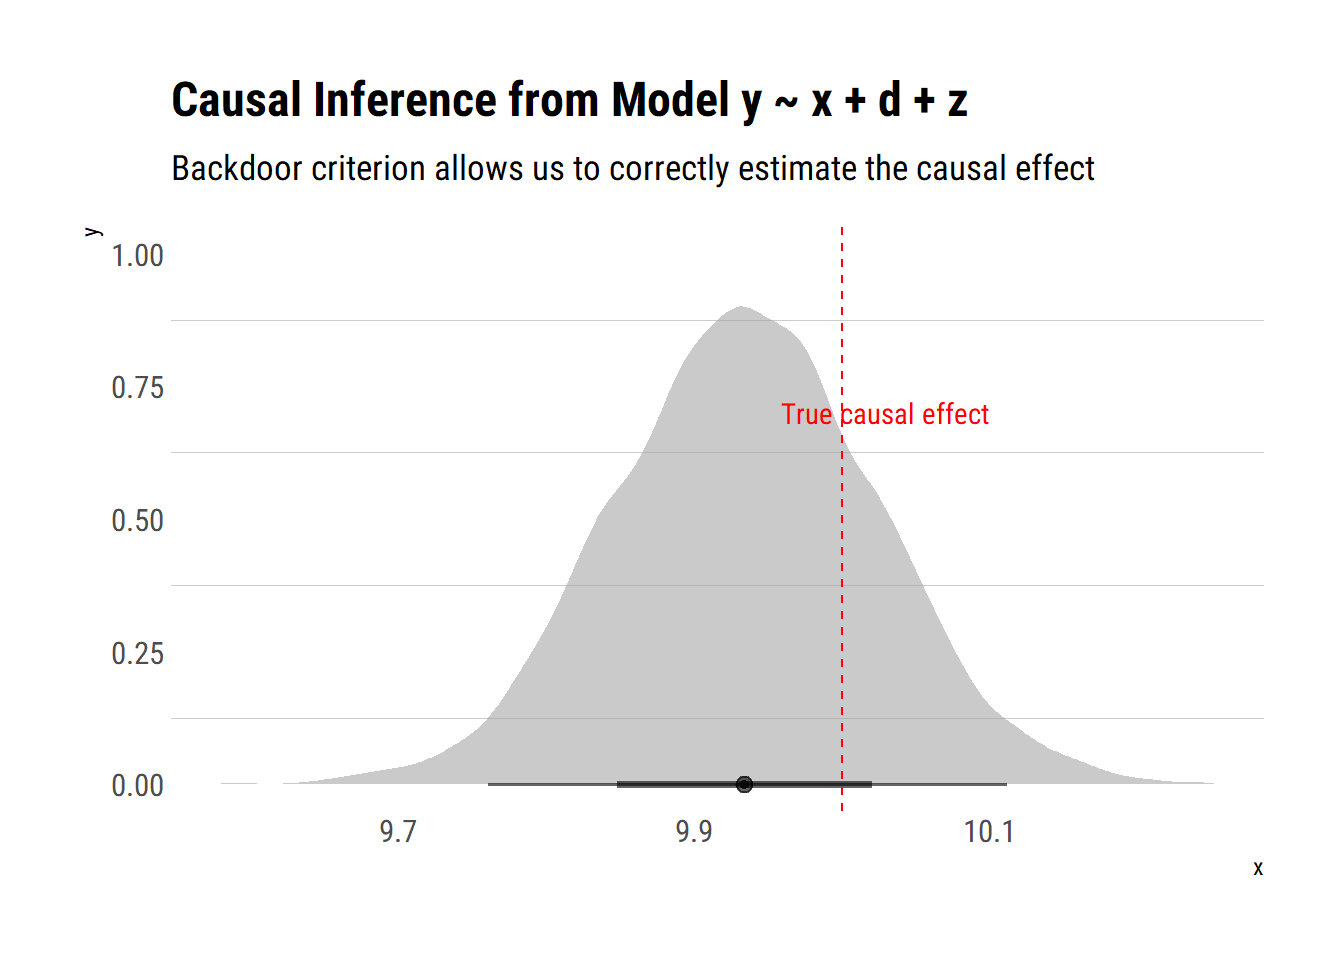 Causal Inference from Model y ~ x + d + z
Backdoor criterion allows us to correctly estimate the causal effect
y
1.00
0.75
True causal effect
0.50
0.25
0.00
9.7
9.9
10.1
x